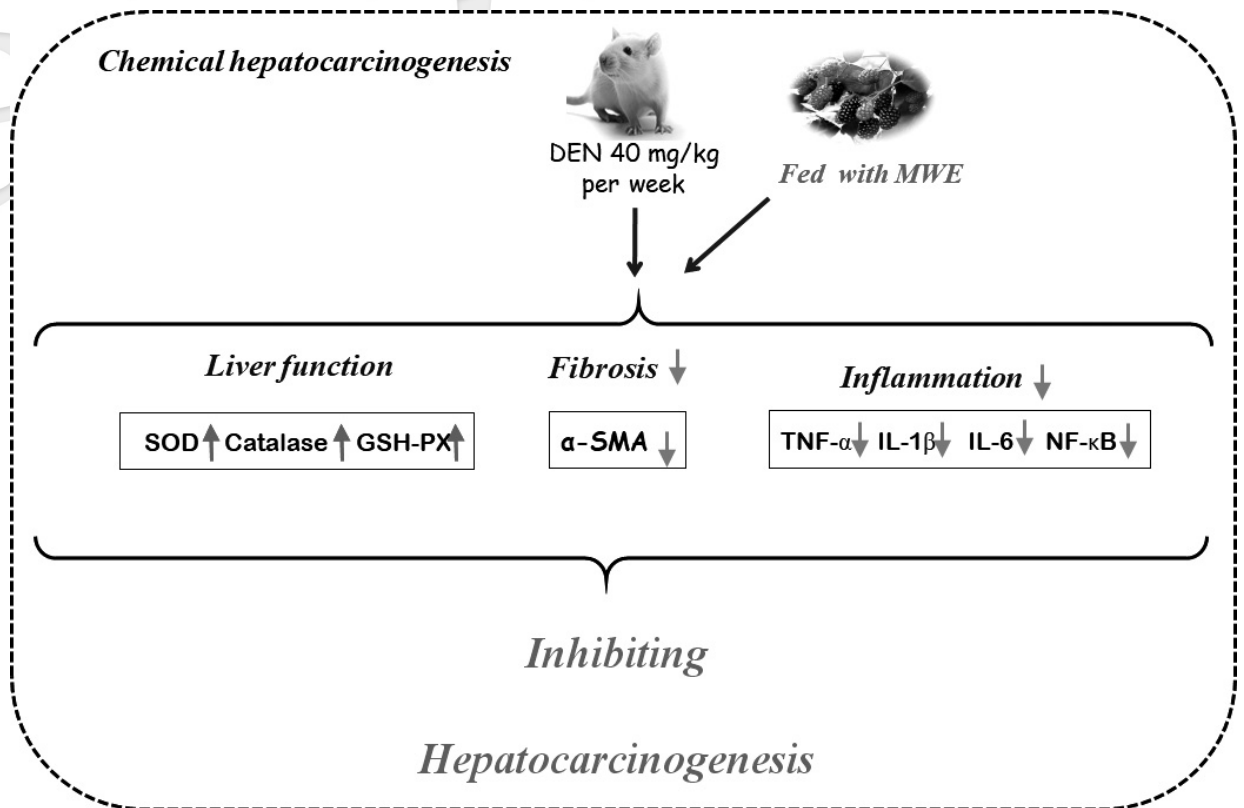 Chemical hepatocarcinogenesis
DEN 40 mg/kg
per week
Fed with MWE
Liver function
Fibrosis
Inflammation
SOD Catalase GSH-PX
α-SMA
TNF-α IL-1β IL-6 NF-κB
Inhibiting
Hepatocarcinogenesis